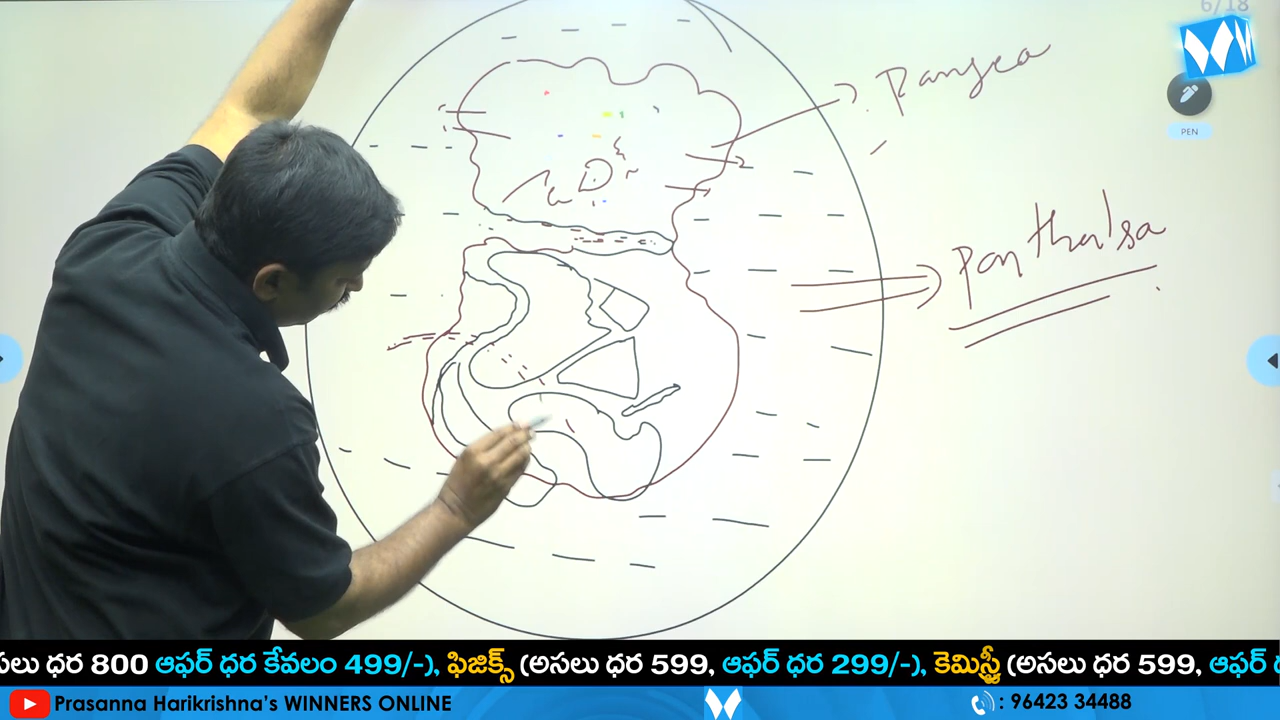 6/18
PEN
Pangea
Panthalsa
సలు ధర 800 ఆఫర్ ధర కేవలం 499/-), ఫిజిక్స్ (అసలు ధర 599, ఆఫర్ ధర 299/-), కెమిస్ట్రీ (అసలు ధర 599, ఆఫర్ ధ
Prasanna Harikrishna's WINNERS ONLINE
: 96423 34488